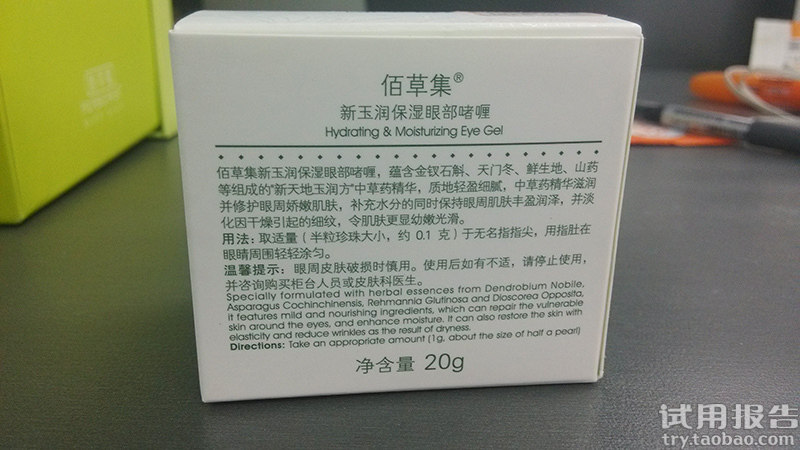 佰草集®
新玉润保湿眼部啫喱
Hydrating & Moisturizing Eye Gel
佰草集新玉润保湿眼部啫喱，蕴含金钗石斛、天门冬、鲜生地、山药
等组成的“新天地玉润方”中草药精华，质地轻盈细腻，中草药精华滋润
并修护眼周娇嫩肌肤，补充水分的同时保持眼周肌肤丰盈润泽，并淡
化因干燥引起的细纹，令肌肤更显幼嫩光滑。
用法：取适量（半粒珍珠大小，约 0.1 克）于无名指指尖，用指肚在
眼睛周围轻轻涂匀。
温馨提示：眼周皮肤破损时慎用。使用后如有不适，请停止使用，
并咨询购买柜台人员或皮肤科医生。
Specially formulated with herbal essences from Dendrobium Nobile,
Asparagus Cochinchinensis, Rehmannia Glutinosa and Dioscorea Opposita,
it features mild and nourishing ingredients, which can repair the vulnerable
skin around the eyes, and enhance moisture. It can also restore the skin with
elasticity and reduce wrinkles as the result of dryness.
Directions: Take an appropriate amount (1g, about the size of half a pearl)
净含量 20g
试用报告
try.taobao.com